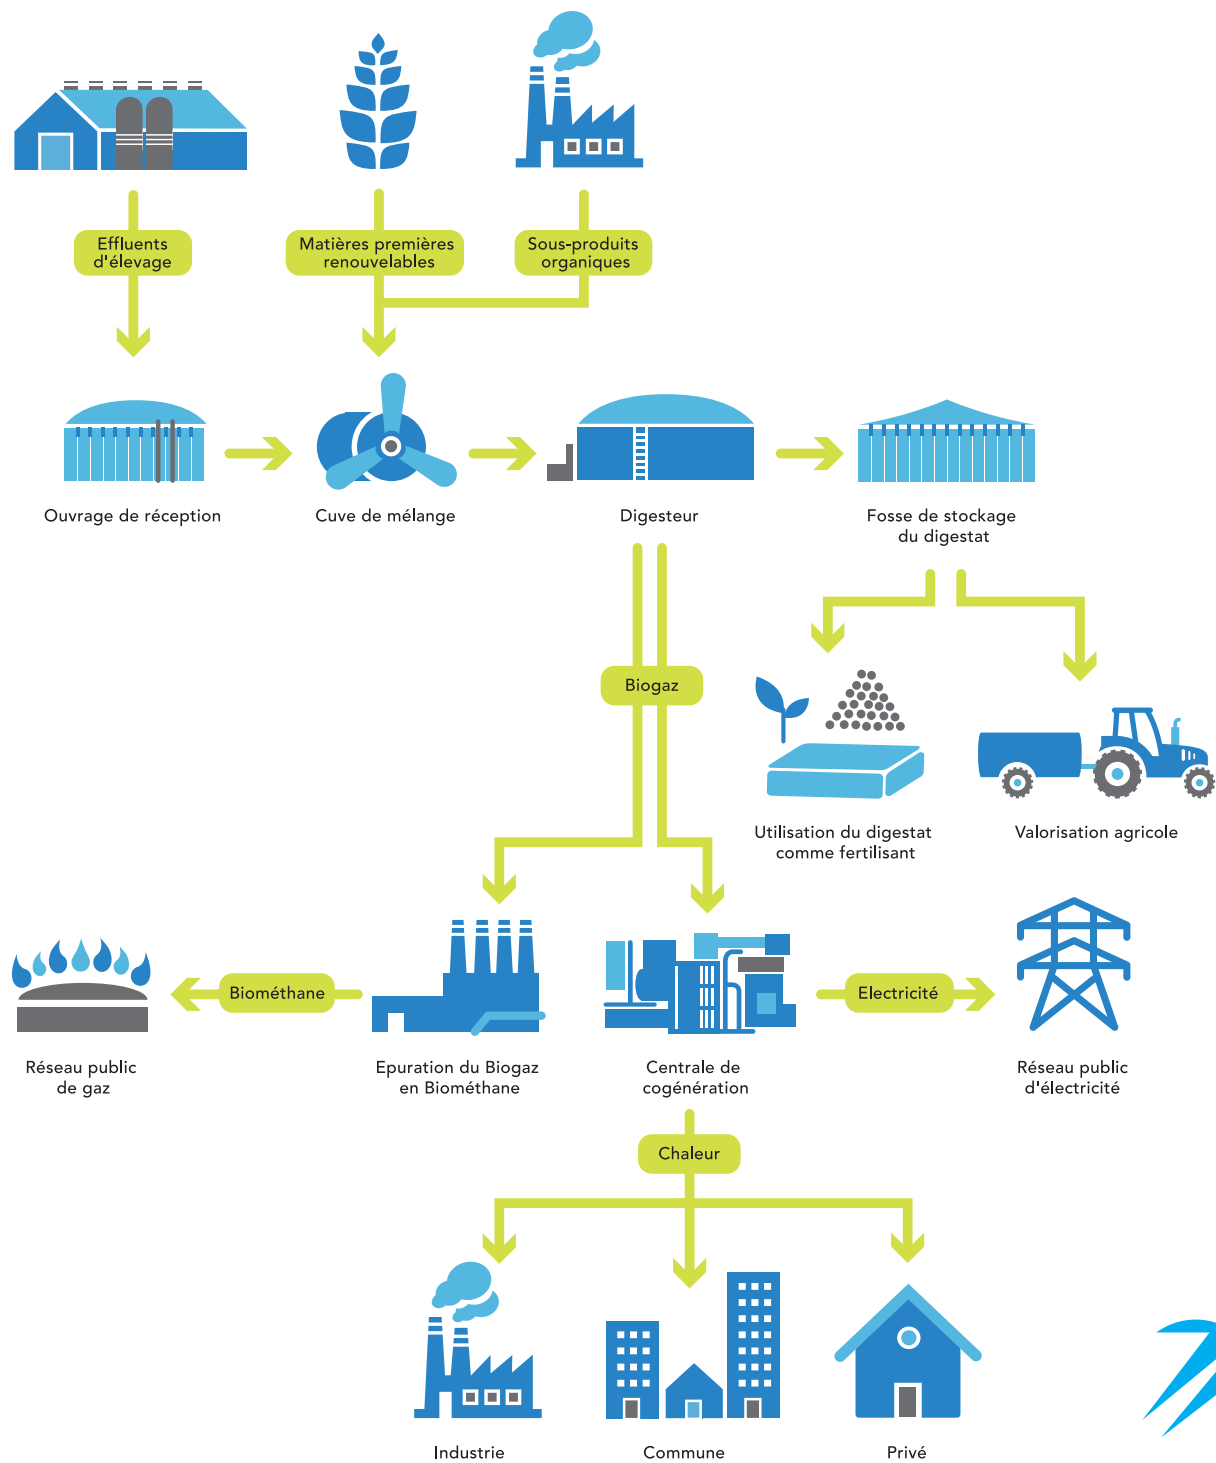 Effluents
d'élevage
Matières premières
renouvelables
Sous-produits
organiques
Ouvrage de réception
Cuve de mélange
Digesteur
Fosse de stockage
du digestat
Biogaz
Utilisation du digestat
comme fertilisant
Valorisation agricole
Biométhane
Electricité
Réseau public
de gaz
Epuration du Biogaz
en Biométhane
Centrale de
cogénération
Réseau public
d'électricité
Chaleur
Industrie
Commune
Privé